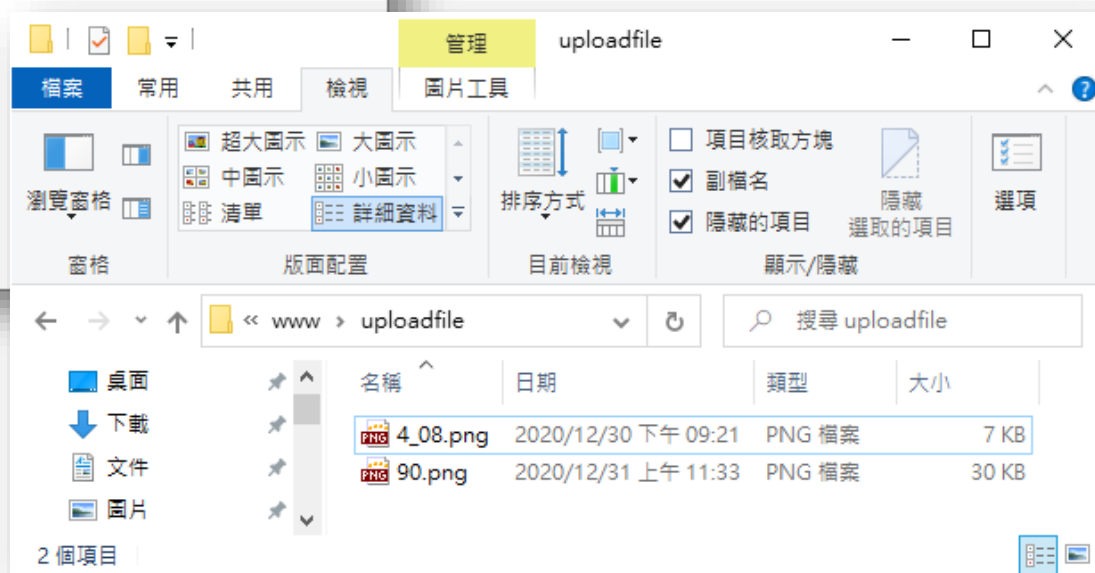 管理 uploadfile
檔案 常用 共用 檢視 圖片工具
超大圖示 大圖示 項目核取方塊
中圖示 小圖示 副檔名
瀏覽窗格 清單 詳細資料 排序方式 隱藏的項目 隱藏 選取的項目 選項
窗格 版面配置 目前檢視 顯示/隱藏
« www › uploadfile 搜尋 uploadfile
桌面 名稱 日期 類型 大小
下載 PNG 4_08.png 2020/12/30 下午 09:21 PNG 檔案 7 KB
文件 PNG 90.png 2020/12/31 上午 11:33 PNG 檔案 30 KB
圖片
2 個項目